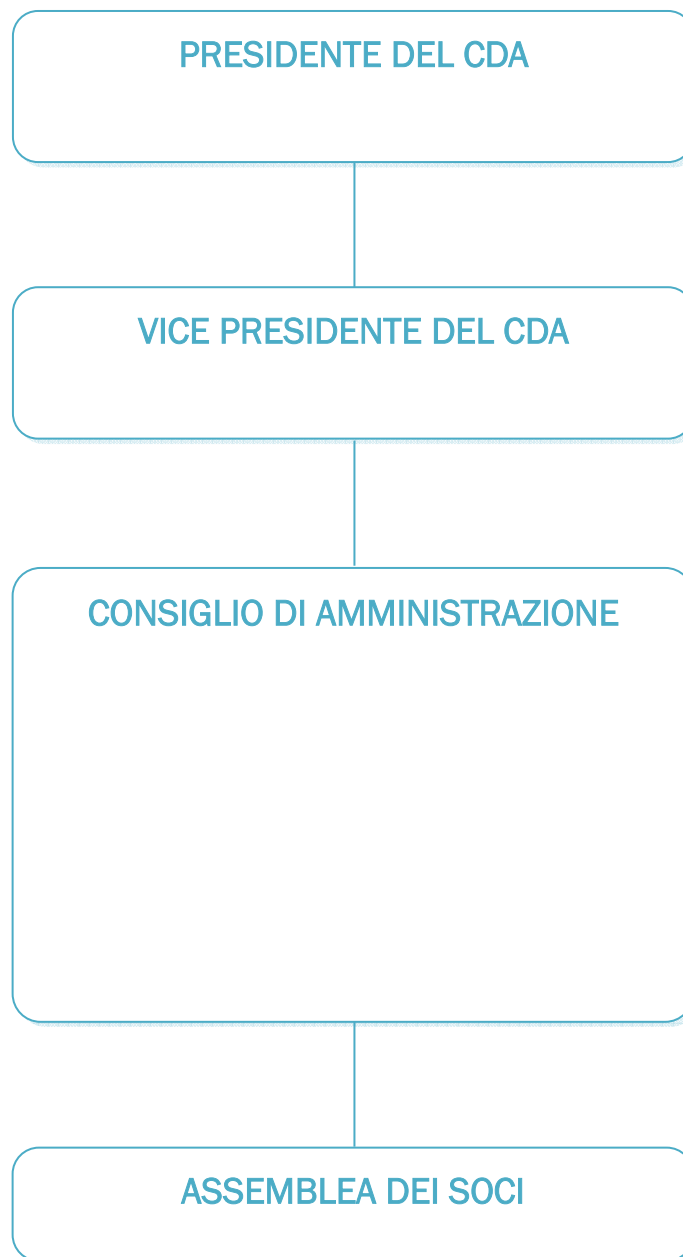 PRESIDENTE DEL CDA
VICE PRESIDENTE DEL CDA
CONSIGLIO DI AMMINISTRAZIONE
ASSEMBLEA DEI SOCI